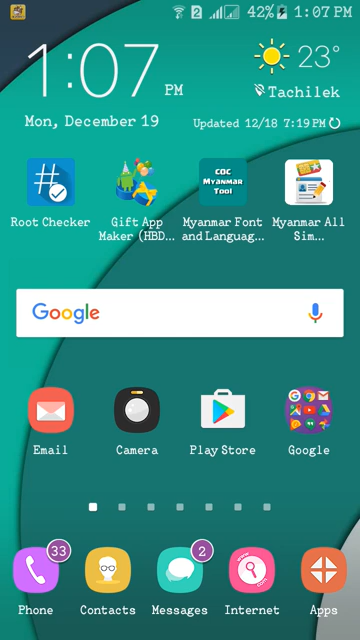 2 42% 1:07 PM
1:07 PM
23°
Tachilek
Mon, December 19
Updated 12/18 7:19 PM
#
CDC
Myanmar
Tool
Root Checker
Gift App
Maker (HBD...
Myanmar Font
and Languag...
Myanmar All
Sim...
Google
Email
Camera
Play Store
Google
33
2
www
.com
Phone
Contacts
Messages
Internet
Apps